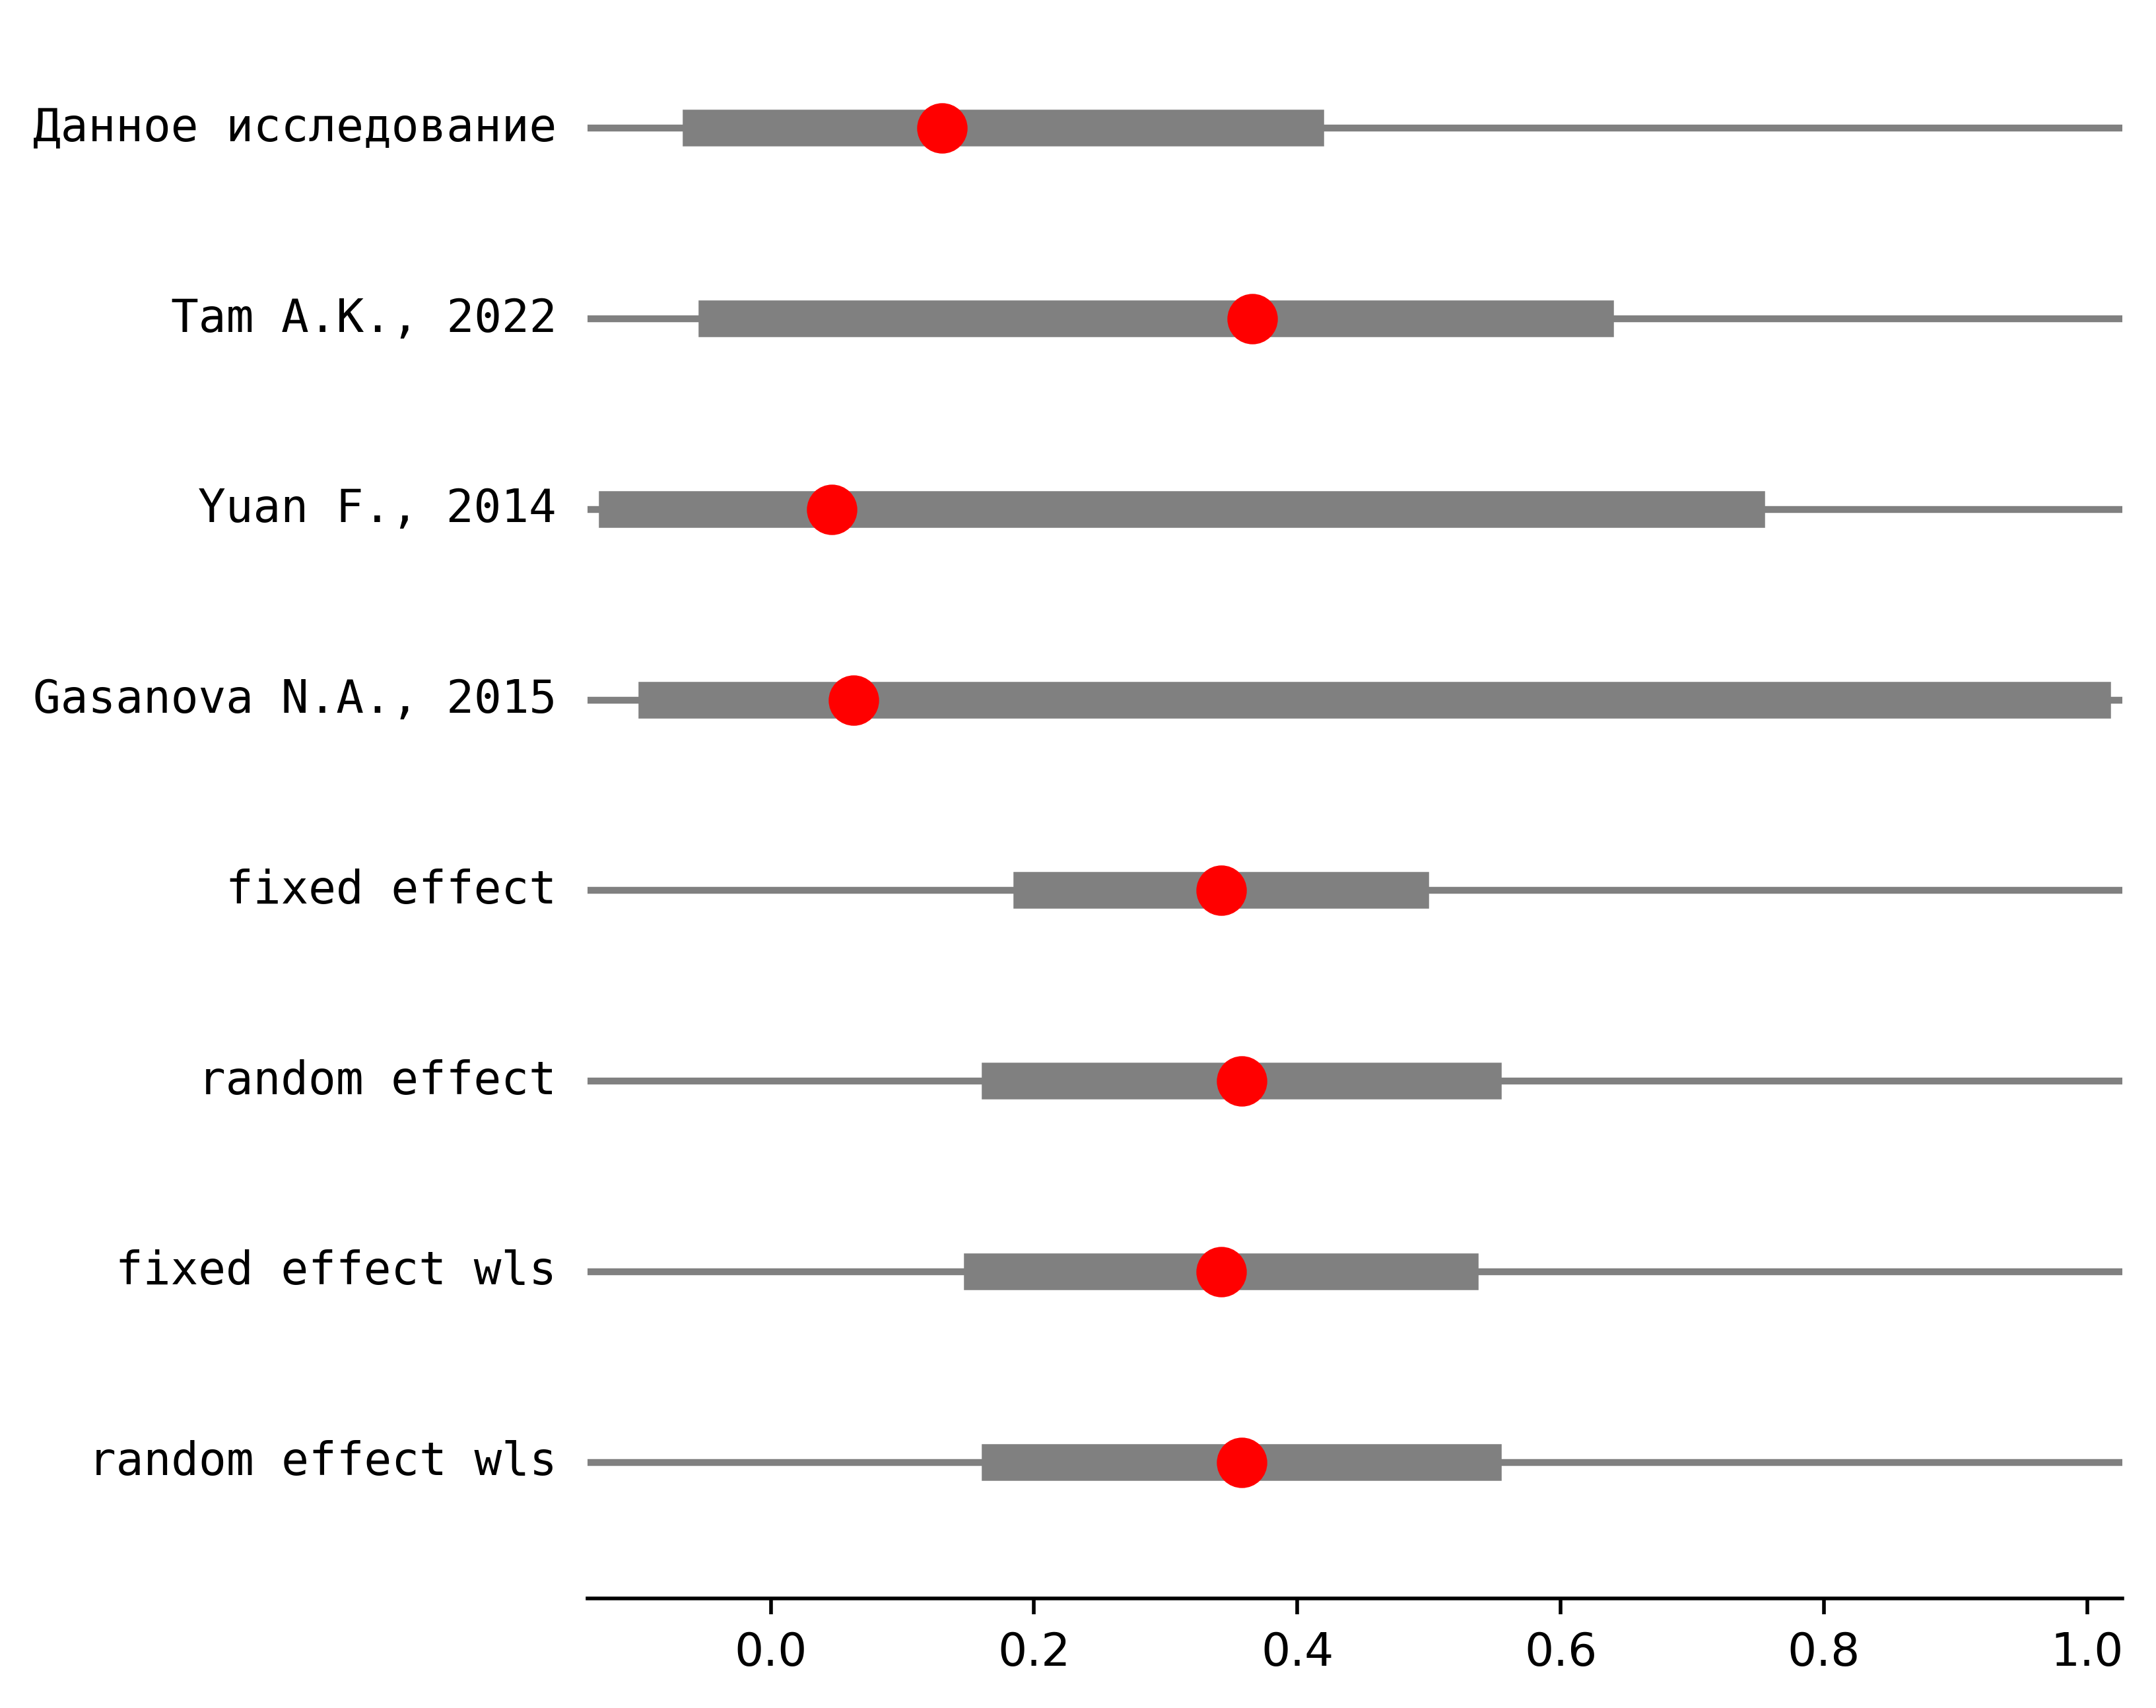 Данное исследование
Tam A.K., 2022
Yuan F., 2014
Gasanova N.A., 2015
fixed effect
random effect
fixed effect wls
random effect wls
0.0 0.2 0.4 0.6 0.8 1.0